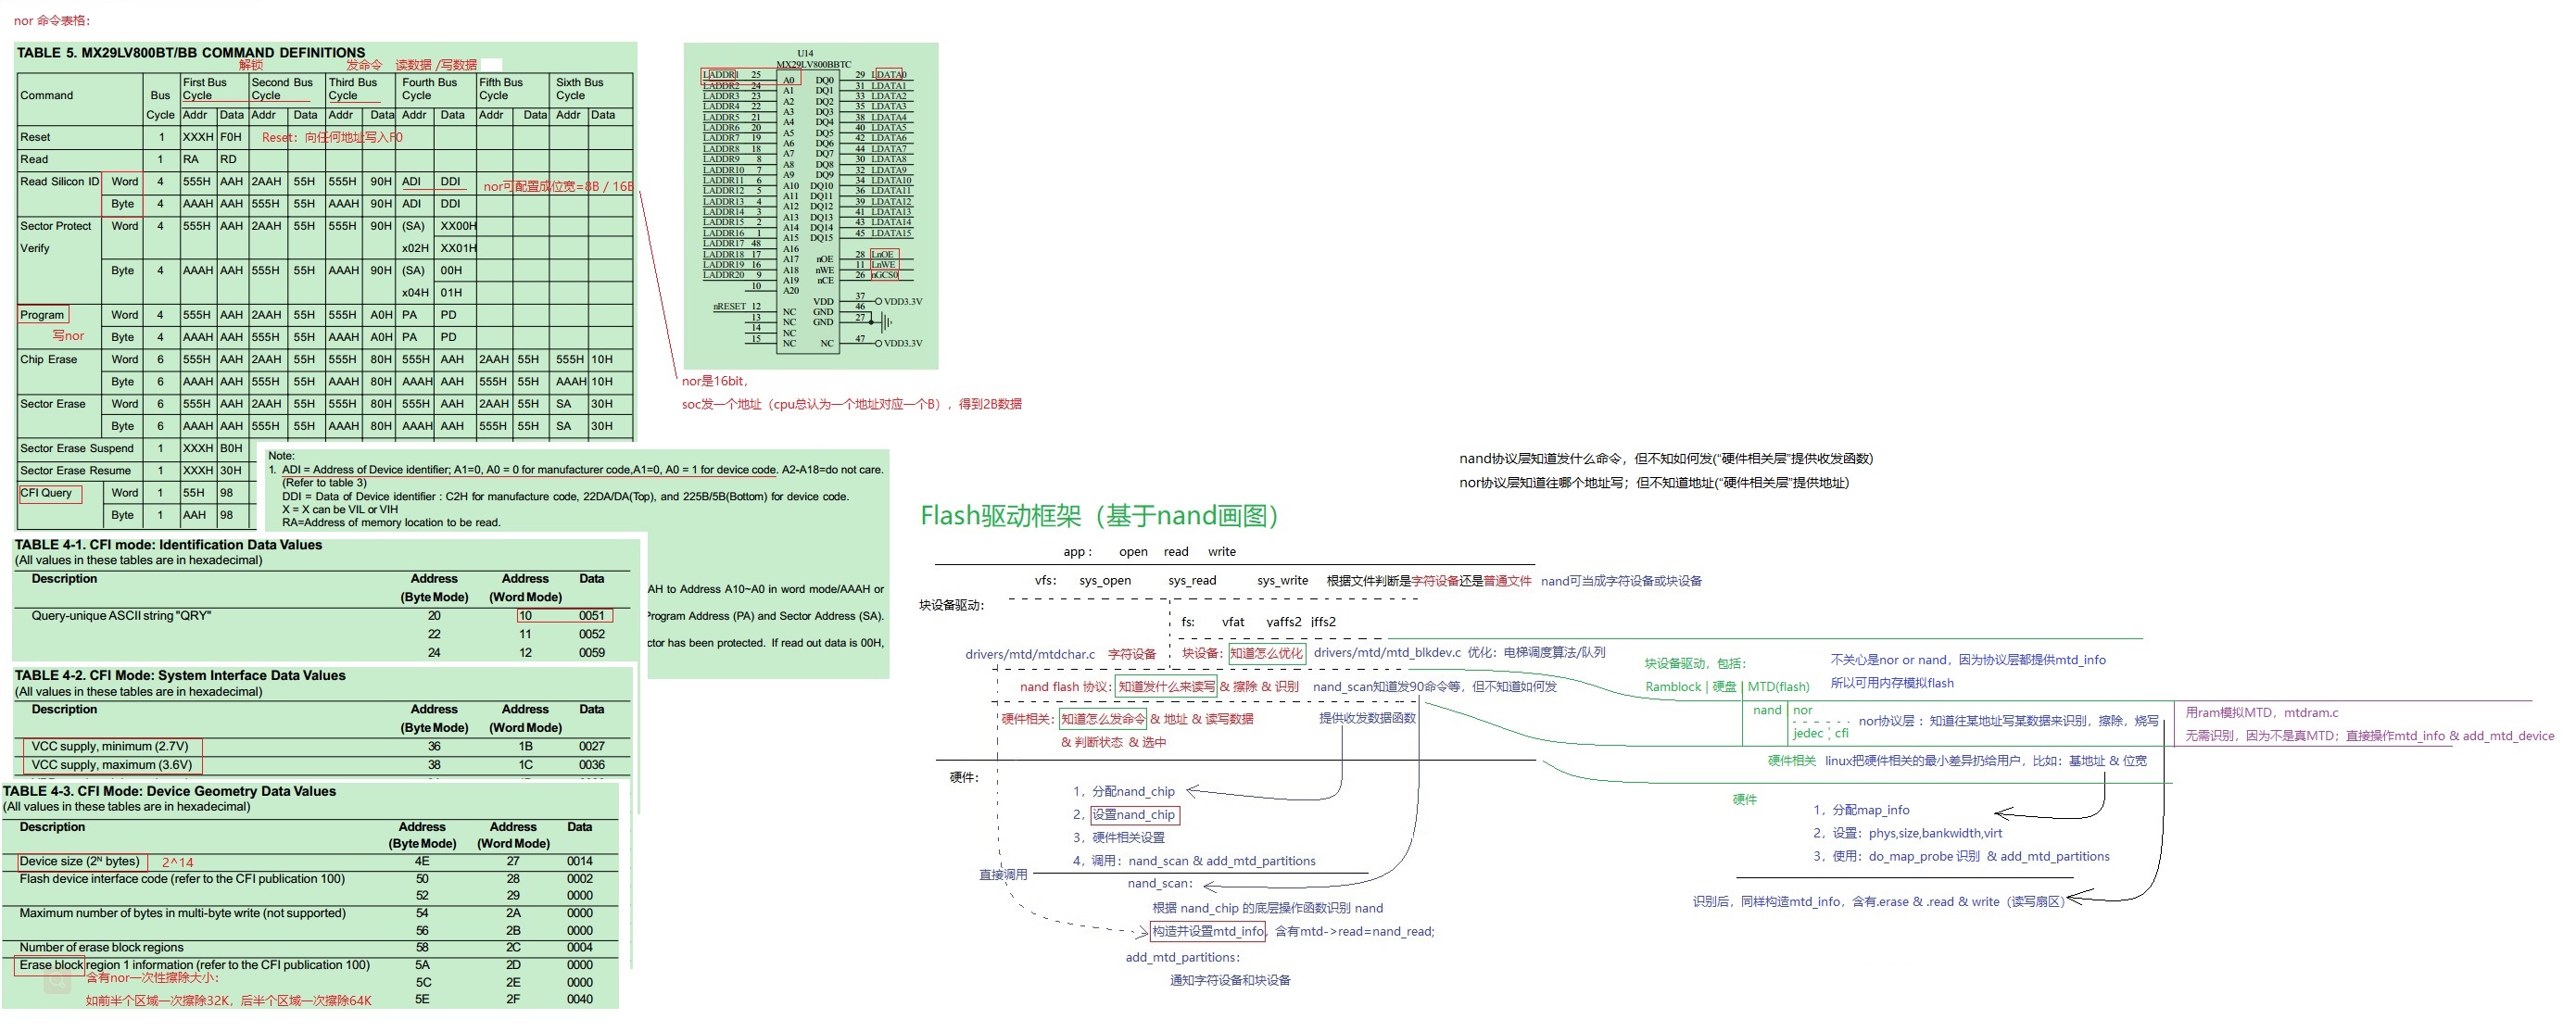 nor 命令表格：
TABLE 5. MX29LV800BT/BB COMMAND DEFINITIONS
解锁 发命令 读数据 /写数据
First Bus Second Bus Third Bus Fourth Bus Fifth Bus Sixth Bus
Command Bus Cycle Cycle Cycle Cycle Cycle Cycle
Cycle Addr Data Addr Data Addr Data Addr Data Addr Data Addr Data
Reset 1 XXXH F0H Reset：向任何地址写入F0
Read 1 RA RD
Read Silicon ID Word 4 555H AAH 2AAH 55H 555H 90H ADI DDI nor可配置成位宽=8B / 16B
Byte 4 AAAH AAH 555H 55H AAAH 90H ADI DDI
Sector Protect Word 4 555H AAH 2AAH 55H 555H 90H (SA) XX00H
Verify x02H XX01H
Byte 4 AAAH AAH 555H 55H AAAH 90H (SA) 00H
x04H 01H
Program Word 4 555H AAH 2AAH 55H 555H A0H PA PD
写nor Byte 4 AAAH AAH 555H 55H AAAH A0H PA PD
Chip Erase Word 6 555H AAH 2AAH 55H 555H 80H 555H AAH 2AAH 55H 555H 10H
Byte 6 AAAH AAH 555H 55H AAAH 80H AAAH AAH 555H 55H AAAH 10H
Sector Erase Word 6 555H AAH 2AAH 55H 555H 80H 555H AAH 2AAH 55H SA 30H
Byte 6 AAAH AAH 555H 55H AAAH 80H AAAH AAH 555H 55H SA 30H
Sector Erase Suspend 1 XXXH B0H
Sector Erase Resume 1 XXXH 30H
CFI Query Word 1 55H 98
Byte 1 AAH 98
Note:
1. ADI = Address of Device identifier; A1=0, A0 = 0 for manufacturer code,A1=0, A0 = 1 for device code. A2-A18=do not care.
(Refer to table 3)
DDI = Data of Device identifier : C2H for manufacture code, 22DA/DA(Top), and 225B/5B(Bottom) for device code.
X = X can be VIL or VIH
RA=Address of memory location to be read.
AH to Address A10~A0 in word mode/AAAH or
Program Address (PA) and Sector Address (SA).
ctor has been protected. If read out data is 00H,
TABLE 4-1. CFI mode: Identification Data Values
(All values in these tables are in hexadecimal)
Description Address Address Data
(Byte Mode) (Word Mode)
Query-unique ASCII string "QRY" 20 10 0051
22 11 0052
24 12 0059
TABLE 4-2. CFI Mode: System Interface Data Values
(All values in these tables are in hexadecimal)
Description Address Address Data
(Byte Mode) (Word Mode)
VCC supply, minimum (2.7V) 36 1B 0027
VCC supply, maximum (3.6V) 38 1C 0036
TABLE 4-3. CFI Mode: Device Geometry Data Values
(All values in these tables are in hexadecimal)
Description Address Address Data
(Byte Mode) (Word Mode)
Device size (2ᴺ bytes) 2^14 4E 27 0014
Flash device interface code (refer to the CFI publication 100) 50 28 0002
52 29 0000
Maximum number of bytes in multi-byte write (not supported) 54 2A 0000
56 2B 0000
Number of erase block regions 58 2C 0004
Erase block region 1 information (refer to the CFI publication 100) 5A 2D 0000
含有nor一次性擦除大小： 5C 2E 0000
如前半个区域一次擦除32K，后半个区域一次擦除64K 5E 2F 0040
U14
MX29LV800BBTC
LADDR1 25 A0 DQ0 29 LDATA0
LADDR2 24 A1 DQ1 31 LDATA1
LADDR3 23 A2 DQ2 33 LDATA2
LADDR4 22 A3 DQ3 35 LDATA3
LADDR5 21 A4 DQ4 38 LDATA4
LADDR6 20 A5 DQ5 40 LDATA5
LADDR7 19 A6 DQ6 42 LDATA6
LADDR8 18 A7 DQ7 44 LDATA7
LADDR9 8 A8 DQ8 30 LDATA8
LADDR10 7 A9 DQ9 32 LDATA9
LADDR11 6 A10 DQ10 34 LDATA10
LADDR12 5 A11 DQ11 36 LDATA11
LADDR13 4 A12 DQ12 39 LDATA12
LADDR14 3 A13 DQ13 41 LDATA13
LADDR15 2 A14 DQ14 43 LDATA14
LADDR16 1 A15 DQ15 45 LDATA15
LADDR17 48 A16
LADDR18 17 A17 nOE 28 LnOE
LADDR19 16 A18 nWE 11 LnWE
LADDR20 9 A19 nCE 26 nGCS0
10 A20
VDD 37 VDD3.3V
nRESET 12 NC GND 46
13 NC GND 27
14 NC
15 NC NC 47 VDD3.3V
nor是16bit，
soc发一个地址（cpu总认为一个地址对应一个B），得到2B数据
nand协议层知道发什么命令，但不知如何发(“硬件相关层”提供收发函数)
nor协议层知道往哪个地址写；但不知道地址(“硬件相关层”提供地址)
Flash驱动框架（基于nand画图）
app： open read write
vfs: sys_open sys_read sys_write 根据文件判断是字符设备还是普通文件 nand可当成字符设备或块设备
块设备驱动：
fs: vfat yaffs2 jffs2
drivers/mtd/mtdchar.c 字符设备 块设备：知道怎么优化 drivers/mtd/mtd_blkdev.c 优化：电梯调度算法/队列
nand flash 协议：知道发什么来读写 & 擦除 & 识别 nand_scan知道发90命令等，但不知道如何发
硬件相关：知道怎么发命令 & 地址 & 读写数据 提供收发数据函数
& 判断状态 & 选中
硬件：
1，分配nand_chip
2，设置nand_chip
3，硬件相关设置
4，调用：nand_scan & add_mtd_partitions
直接调用
nand_scan：
根据 nand_chip 的底层操作函数识别 nand
构造并设置mtd_info，含有mtd->read=nand_read;
add_mtd_partitions：
通知字符设备和块设备
块设备驱动，包括：
Ramblock | 硬盘 | MTD(flash)
不关心是nor or nand，因为协议层都提供mtd_info
所以可用内存模拟flash
nand nor
jedec cfi
nor协议层 ：知道往某地址写某数据来识别，擦除，烧写
用ram模拟MTD，mtdram.c
无需识别，因为不是真MTD；直接操作mtd_info & add_mtd_device
硬件相关 linux把硬件相关的最小差异扔给用户，比如：基地址 & 位宽
硬件
1，分配map_info
2，设置：phys,size,bankwidth,virt
3，使用：do_map_probe 识别 & add_mtd_partitions
识别后，同样构造mtd_info，含有.erase & .read & write（读写扇区）